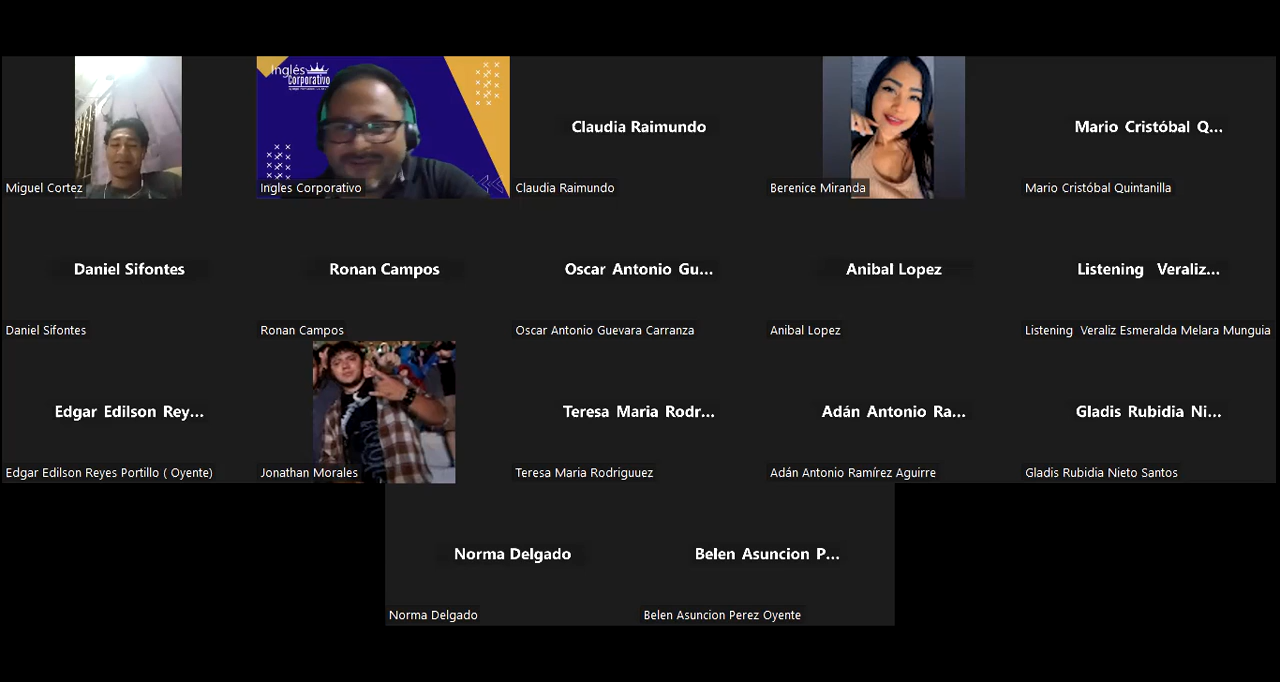 Inglés
Corporativo
Miguel Cortez
Ingles Corporativo
Claudia Raimundo
Claudia Raimundo
Berenice Miranda
Mario Cristóbal Q...
Mario Cristóbal Quintanilla
Daniel Sifontes
Daniel Sifontes
Ronan Campos
Ronan Campos
Oscar Antonio Gu...
Oscar Antonio Guevara Carranza
Anibal Lopez
Anibal Lopez
Listening Veraliz...
Listening Veraliz Esmeralda Melara Munguia
Edgar Edilson Rey...
Edgar Edilson Reyes Portillo ( Oyente)
Jonathan Morales
Teresa Maria Rodr...
Teresa Maria Rodriguuez
Adán Antonio Ra...
Adán Antonio Ramírez Aguirre
Gladis Rubidia Ni...
Gladis Rubidia Nieto Santos
Norma Delgado
Norma Delgado
Belen Asuncion P...
Belen Asuncion Perez Oyente